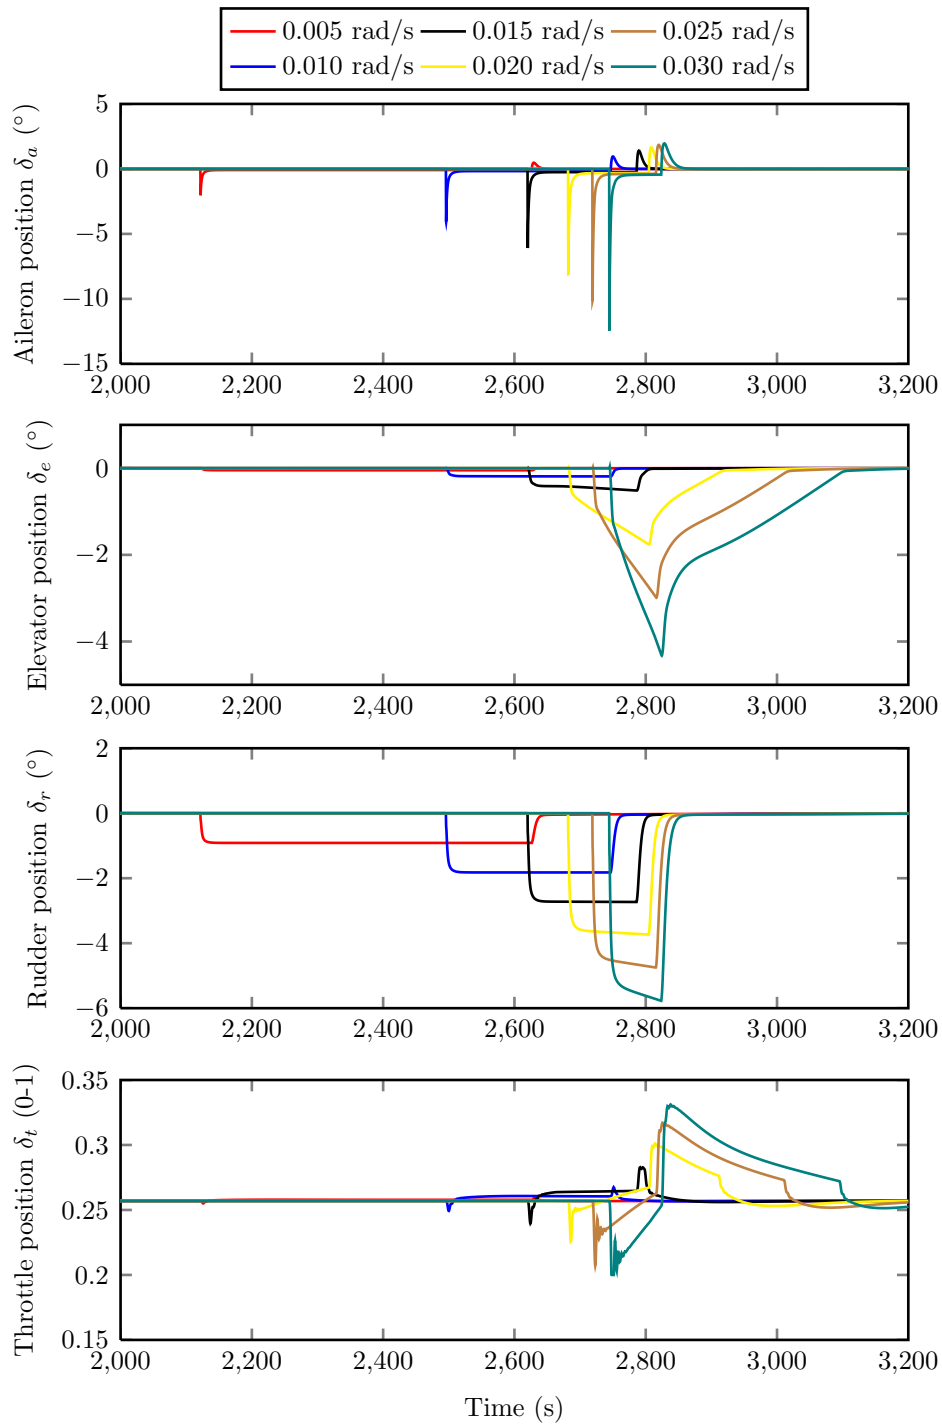 0.005 rad/s 0.015 rad/s 0.025 rad/s
0.010 rad/s 0.020 rad/s 0.030 rad/s
Aileron position δa (°)
5
0
−5
−10
−15
2,000 2,200 2,400 2,600 2,800 3,000 3,200
Elevator position δe (°)
0
−2
−4
2,000 2,200 2,400 2,600 2,800 3,000 3,200
Rudder position δr (°)
2
0
−2
−4
−6
2,000 2,200 2,400 2,600 2,800 3,000 3,200
Throttle position δt (0-1)
0.35
0.3
0.25
0.2
0.15
2,000 2,200 2,400 2,600 2,800 3,000 3,200
Time (s)